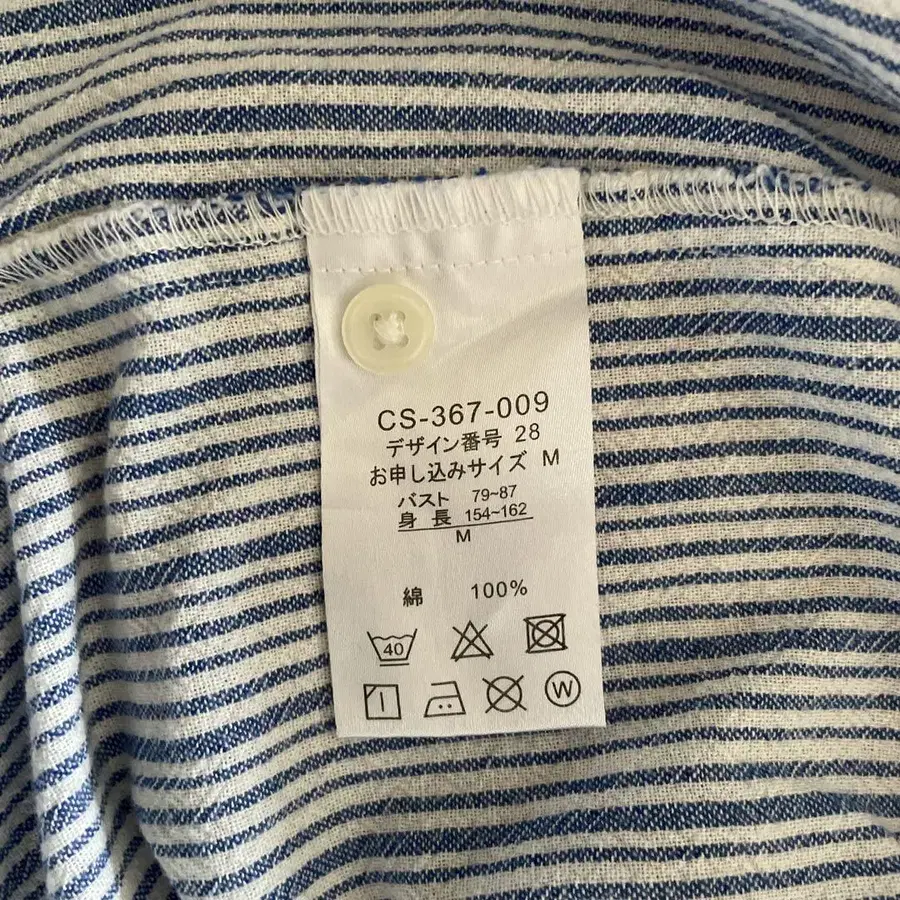 CS-367-009
デザイン番号 28
お申し込みサイズ M
バスト 79~87
身長 154~162
M
綿 100%
40
W